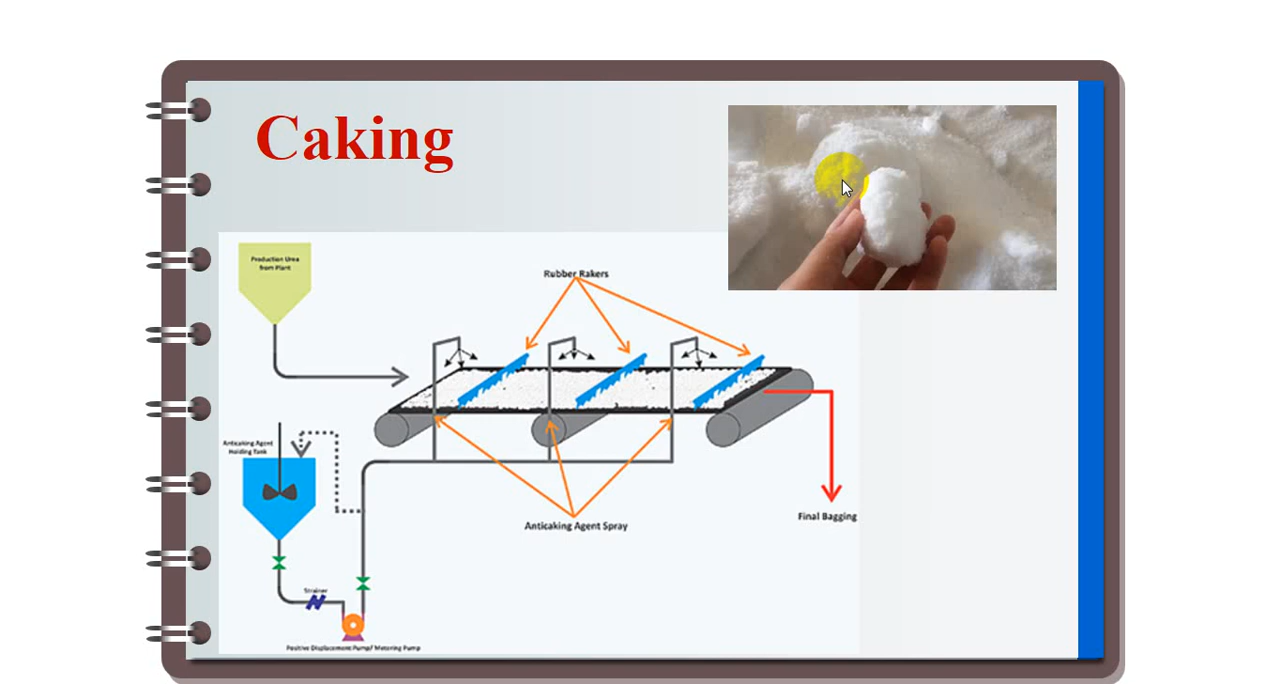 Caking
Production Urea
from Plant
Rubber Rakers
Anticaking Agent
Holding Tank
Final Bagging
Anticaking Agent Spray
Strainer
Positive Displacement Pump/ Metering Pump